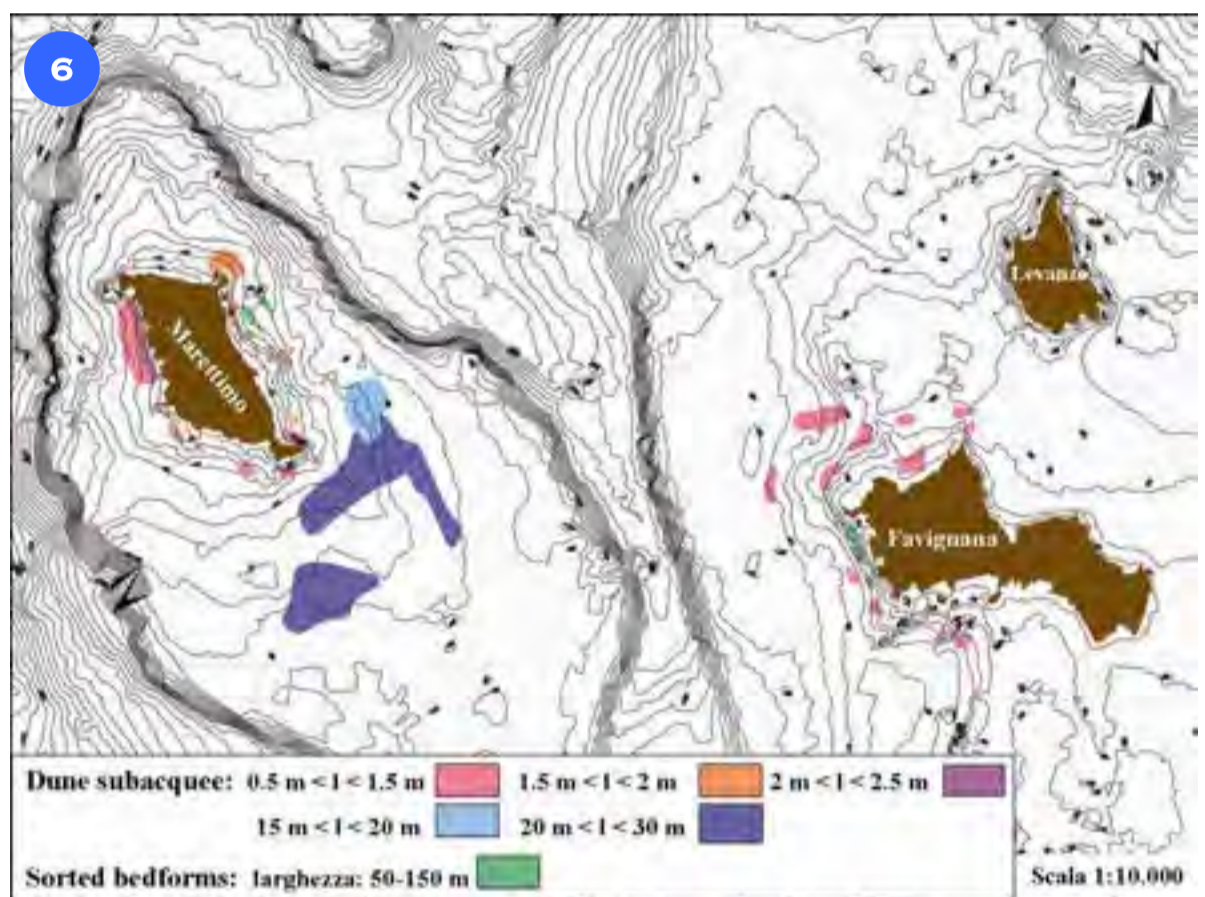 6
N
Levanzo
Marettimo
Favignana
Dune subacquee: 0.5 m < l < 1.5 m 1.5 m < l < 2 m 2 m < l < 2.5 m
15 m < l < 20 m 20 m < l < 30 m
Sorted bedforms: larghezza: 50-150 m
Scala 1:10.000